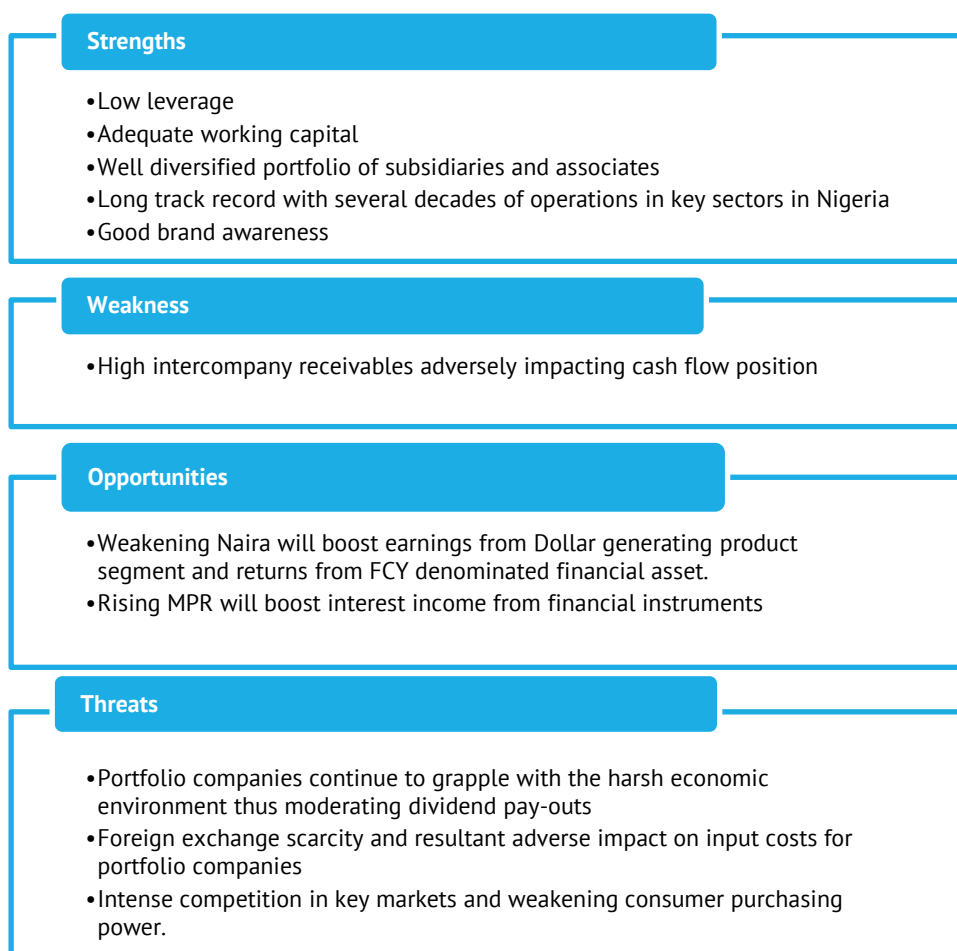 Strengths
•Low leverage
•Adequate working capital
•Well diversified portfolio of subsidiaries and associates
•Long track record with several decades of operations in key sectors in Nigeria
•Good brand awareness
Weakness
•High intercompany receivables adversely impacting cash flow position
Opportunities
•Weakening Naira will boost earnings from Dollar generating product
segment and returns from FCY denominated financial asset.
•Rising MPR will boost interest income from financial instruments
Threats
•Portfolio companies continue to grapple with the harsh economic
environment thus moderating dividend pay-outs
•Foreign exchange scarcity and resultant adverse impact on input costs for
portfolio companies
•Intense competition in key markets and weakening consumer purchasing
power.